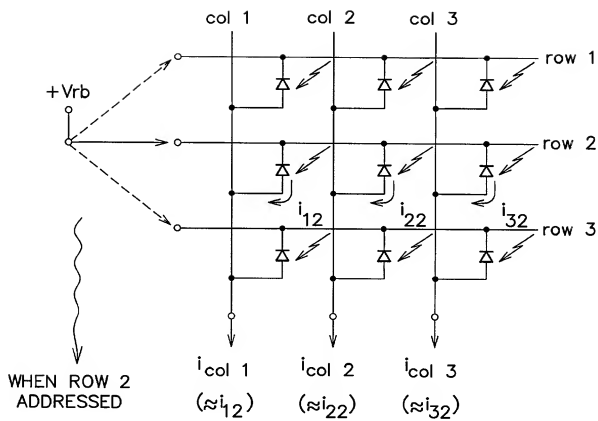 col 1 col 2 col 3
row 1
+Vrb
row 2
i12 i22 i32
row 3
WHEN ROW 2
ADDRESSED
icol 1 icol 2 icol 3
(≈i12) (≈i22) (≈i32)